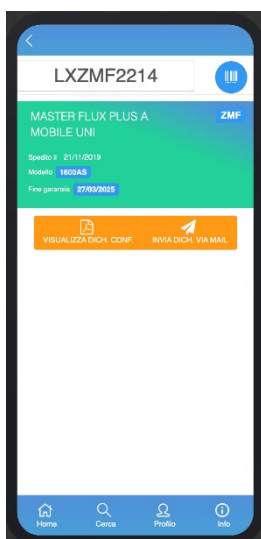 LXZMF2214
MASTER FLUX PLUS A ZMF
MOBILE UNI
Spedito il 21/11/2019
Modello 1600AS
Fine garanzia 27/03/2025
VISUALIZZA DICH. CONF. INVIA DICH. VIA MAIL
Home Cerca Profilo Info